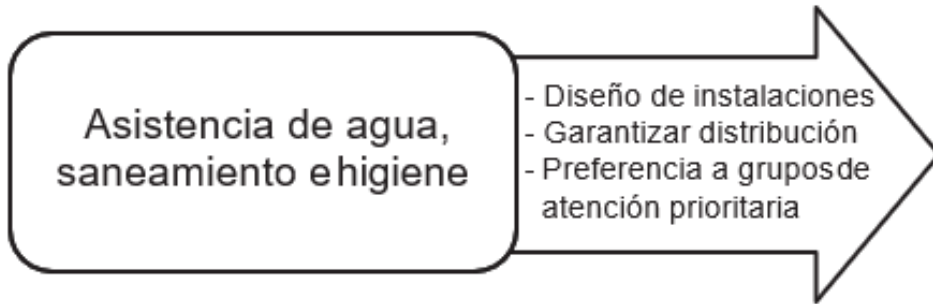 Asistencia de agua,
saneamiento e higiene
- Diseño de instalaciones
- Garantizar distribución
- Preferencia a grupos de
atención prioritaria